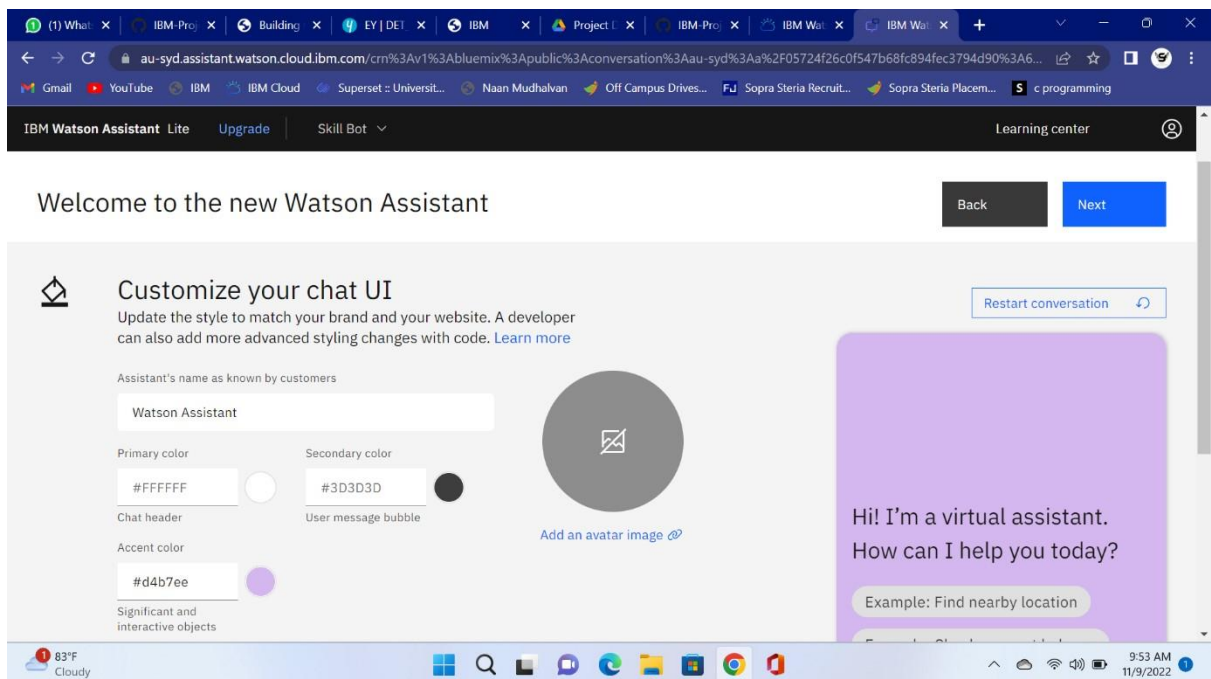 (1) What:
IBM-Proj
Building
EY | DET
IBM
Project D
IBM-Proj
IBM Wat
IBM Wat
au-syd.assistant.watson.cloud.ibm.com/crn%3Av1%3Abluemix%3Apublic%3Aconversation%3Aau-syd%3Aa%2F05724f26c0f547b68fc894fec3794d90%3A6...
Gmail YouTube IBM IBM Cloud Superset :: Universit... Naan Mudhalvan Off Campus Drives... FJ Sopra Steria Recruit... Sopra Steria Placem... S c programming
IBM Watson Assistant Lite Upgrade Skill Bot Learning center
Welcome to the new Watson Assistant
Back Next
Customize your chat UI
Update the style to match your brand and your website. A developer
can also add more advanced styling changes with code. Learn more
Restart conversation
Assistant's name as known by customers
Watson Assistant
Primary color Secondary color
#FFFFFF #3D3D3D
Chat header User message bubble
Add an avatar image
Accent color
#d4b7ee
Significant and
interactive objects
Hi! I'm a virtual assistant.
How can I help you today?
Example: Find nearby location
1
83°F
Cloudy
9:53 AM
11/9/2022
1